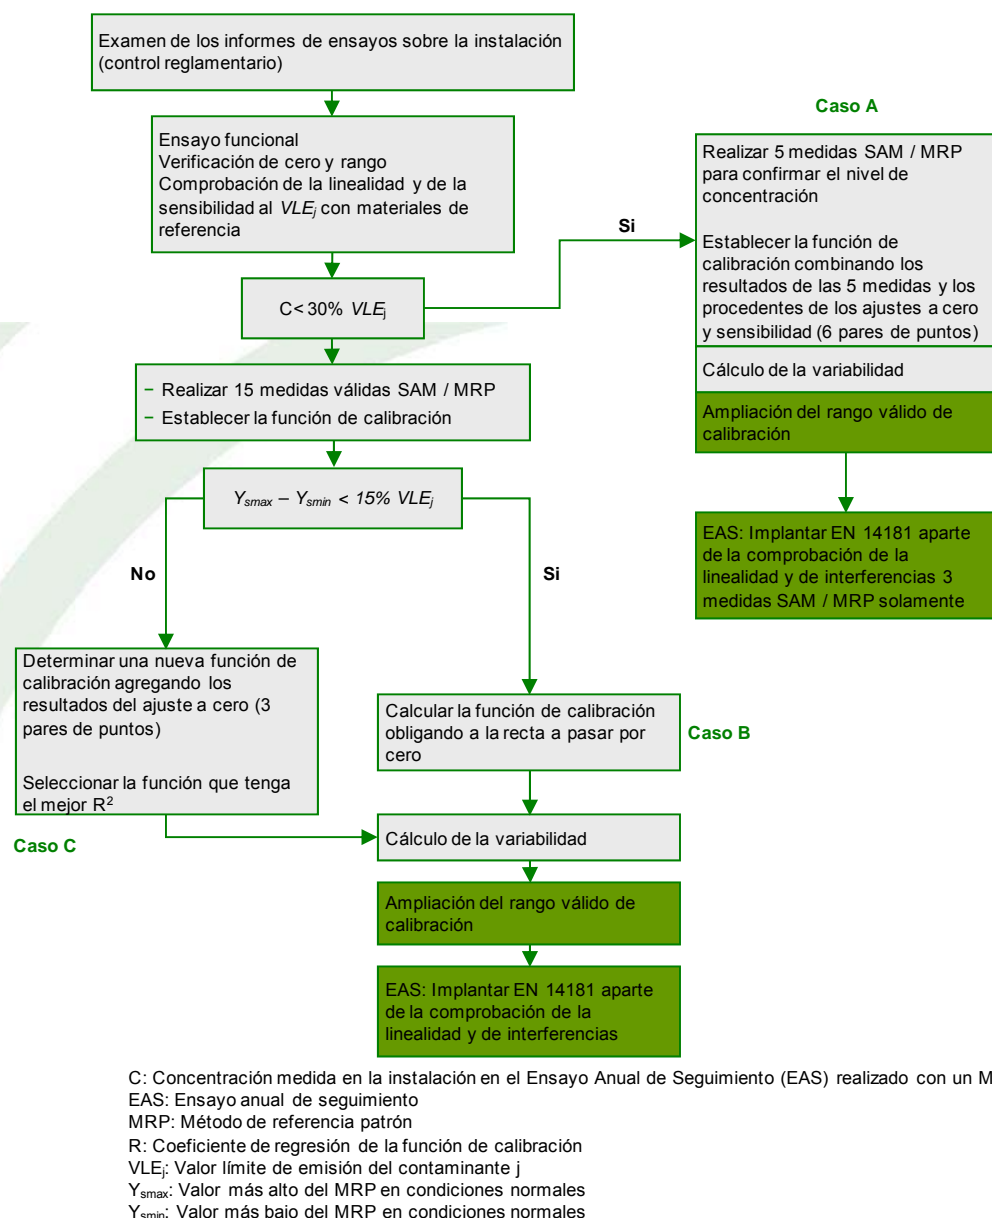 Examen de los informes de ensayos sobre la instalación
(control reglamentario)
Ensayo funcional
Verificación de cero y rango
Comprobación de la linealidad y de la
sensibilidad al VLEj con materiales de
referencia
C< 30% VLEj
Si
Caso A
Realizar 5 medidas SAM / MRP
para confirmar el nivel de
concentración
Establecer la función de
calibración combinando los
resultados de las 5 medidas y los
procedentes de los ajustes a cero
y sensibilidad (6 pares de puntos)
Cálculo de la variabilidad
Ampliación del rango válido de
calibración
EAS: Implantar EN 14181 aparte
de la comprobación de la
linealidad y de interferencias 3
medidas SAM / MRP solamente
− Realizar 15 medidas válidas SAM / MRP
− Establecer la función de calibración
Ysmax – Ysmin < 15% VLEj
No
Si
Determinar una nueva función de
calibración agregando los
resultados del ajuste a cero (3
pares de puntos)
Seleccionar la función que tenga
el mejor R2
Caso C
Calcular la función de calibración
obligando a la recta a pasar por
cero
Caso B
Cálculo de la variabilidad
Ampliación del rango válido de
calibración
EAS: Implantar EN 14181 aparte
de la comprobación de la
linealidad y de interferencias
C: Concentración medida en la instalación en el Ensayo Anual de Seguimiento (EAS) realizado con un M
EAS: Ensayo anual de seguimiento
MRP: Método de referencia patrón
R: Coeficiente de regresión de la función de calibración
VLEj: Valor límite de emisión del contaminante j
Ysmax: Valor más alto del MRP en condiciones normales
Ysmin: Valor más bajo del MRP en condiciones normales